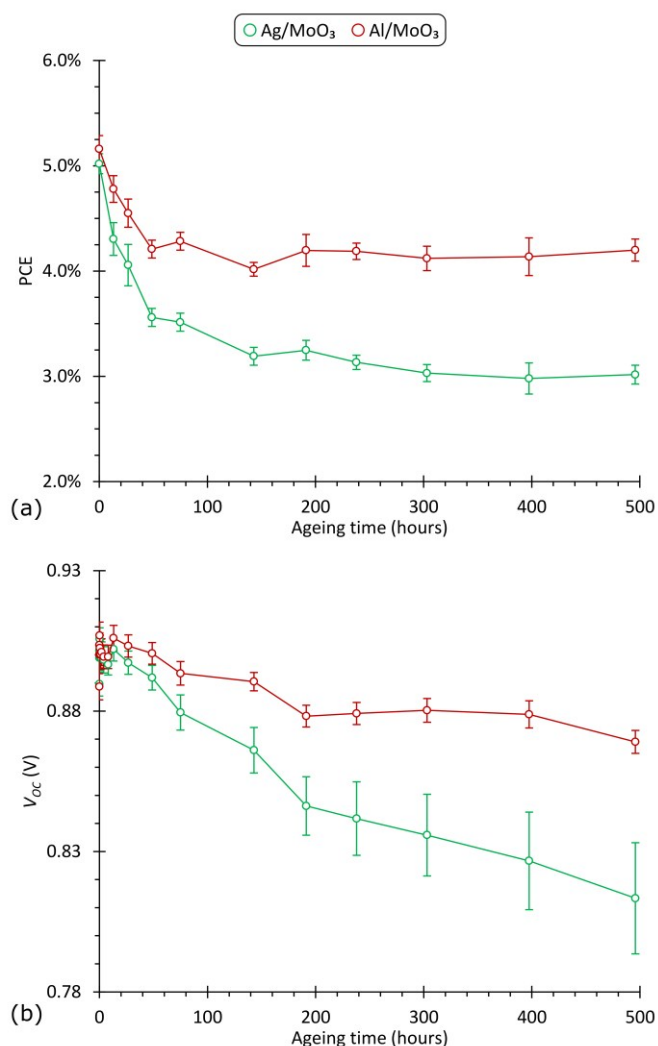 Ag/MoO₃ Al/MoO₃
6.0%
5.0%
4.0%
3.0%
2.0%
PCE
0 100 200 300 400 500
(a)
Ageing time (hours)
0.93
0.88
0.83
0.78
V_OC (V)
0 100 200 300 400 500
(b)
Ageing time (hours)